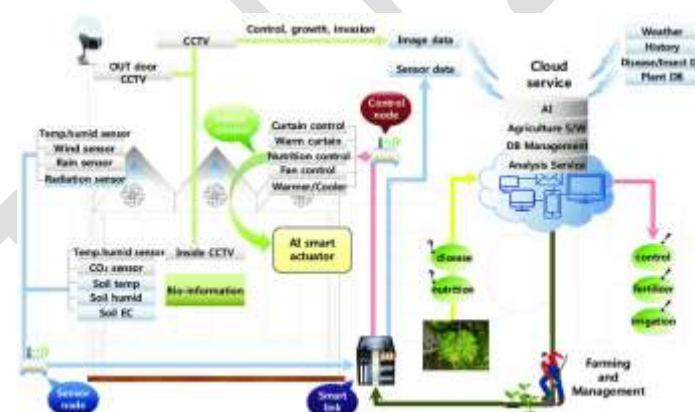 CCTV
Control, growth, invasion
Image data
Weather
History
Disease/Insect D
Plant DB
OUT door
CCTV
Sensor data
Cloud
service
Control
node
AI
Agriculture S/W
DB Management
Analysis Service
Temp.humid sensor
Wind sensor
Rain sensor
Radiation sensor
Curtain control
Warm curtain
Nutrition control
Fan control
Warmer/Cooler
AI smart
actuator
Temp.humid sensor
CO₂ sensor
Soil temp
Soil humid
Soil EC
Inside CCTV
Bio-information
disease
nutrition
control
fertilizer
irrigation
Farming
and
Management
Sensor
node
Smart
link